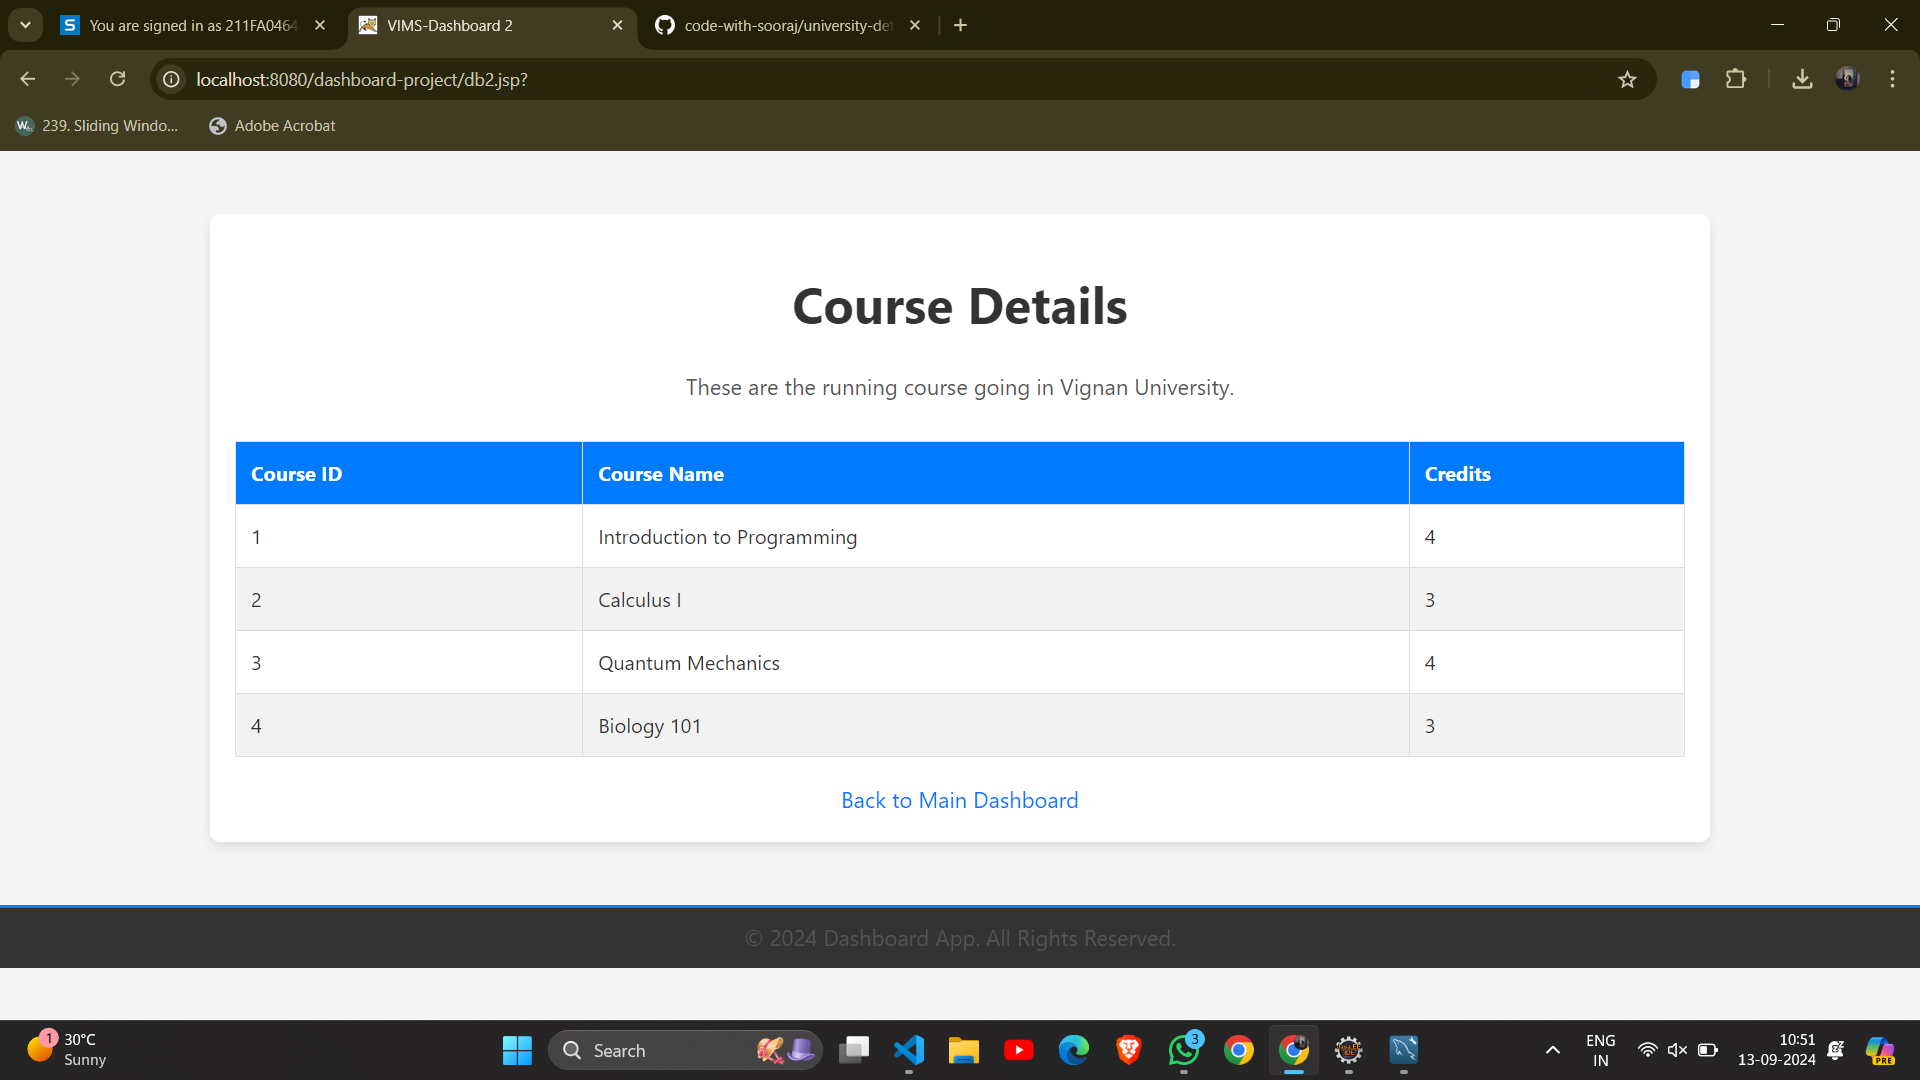 You are signed in as 211FA0464
VIMS-Dashboard 2
code-with-sooraj/university-det
localhost:8080/dashboard-project/db2.jsp?
239. Sliding Windo...
Adobe Acrobat
Course Details
These are the running course going in Vignan University.
Course ID Course Name Credits
1 Introduction to Programming 4
2 Calculus I 3
3 Quantum Mechanics 4
4 Biology 101 3
Back to Main Dashboard
© 2024 Dashboard App. All Rights Reserved.
1
30°C
Sunny
Search
3
ENG
IN
10:51
13-09-2024
PRE